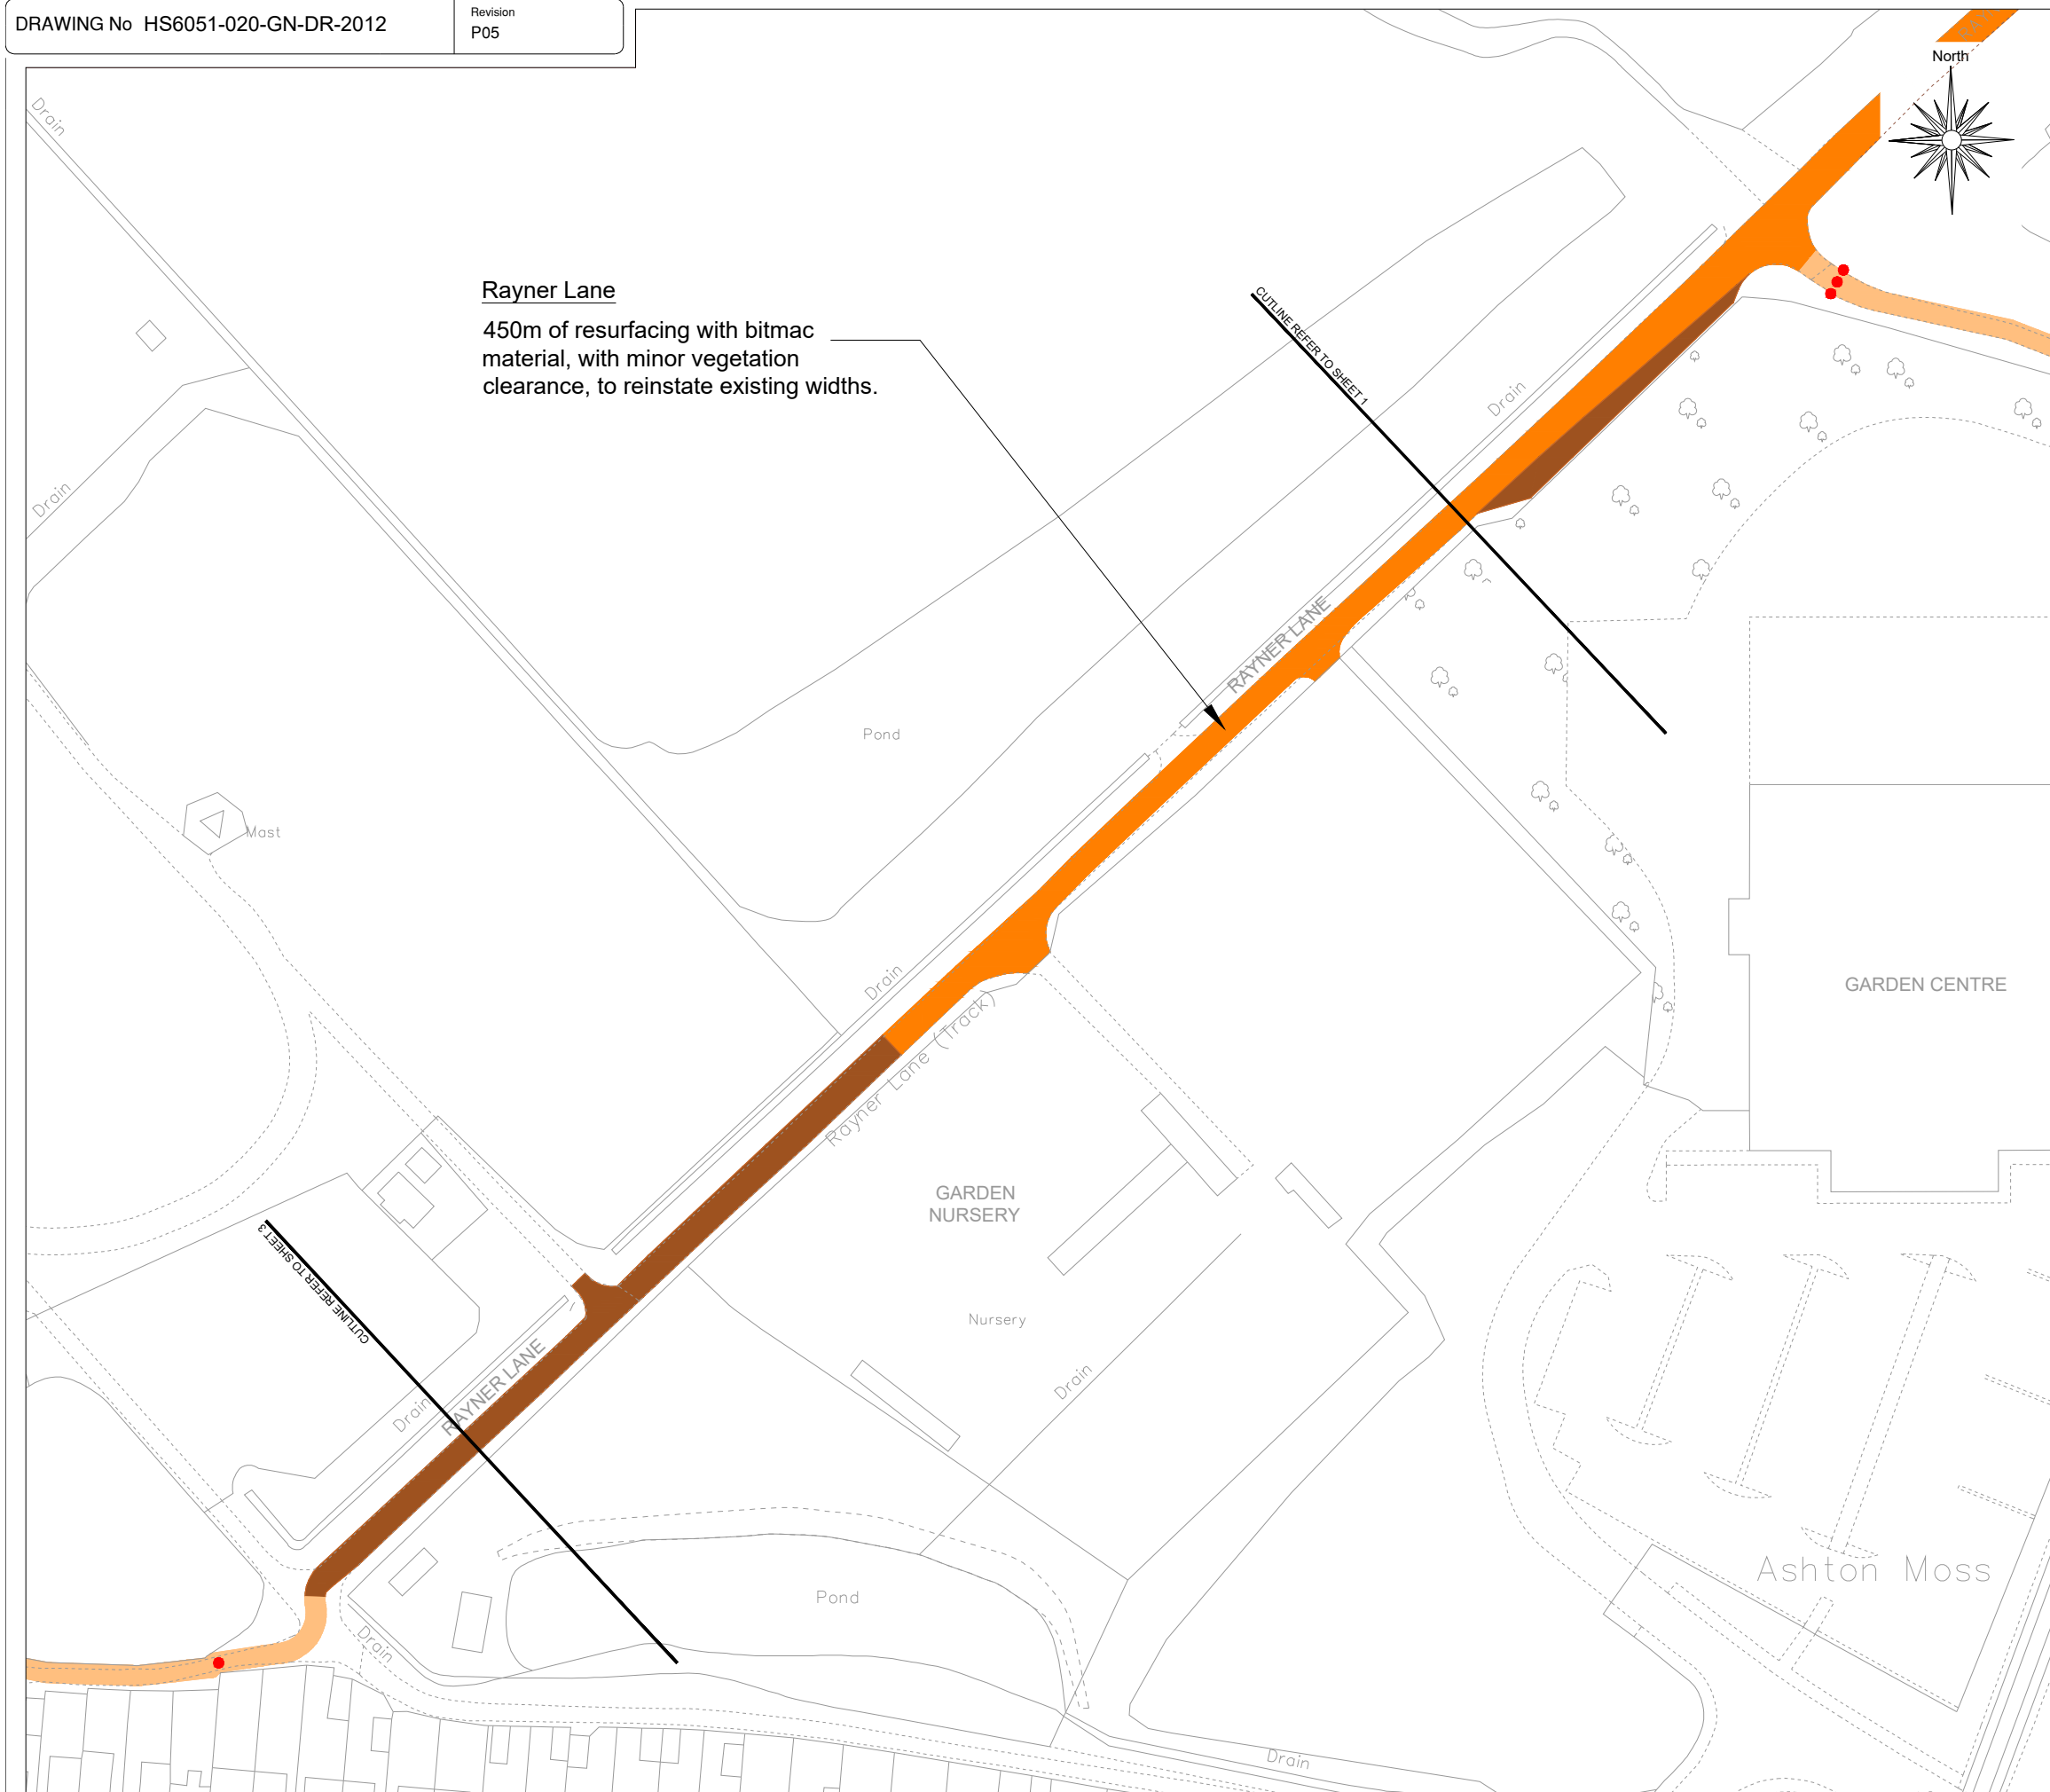 DRAWING No HS6051-020-GN-DR-2012
Revision
P05
North
Drain
Rayner Lane
450m of resurfacing with bitmac
material, with minor vegetation
clearance, to reinstate existing widths.
CUTLINE REFER TO SHEET 1
Drain
Drain
RAYNER LANE
Pond
Mast
Drain
GARDEN CENTRE
Rayner Lane (Track)
GARDEN
NURSERY
CUTLINE REFER TO SHEET 3
Nursery
RAYNER LANE
Drain
Drain
Ashton Moss
Pond
Drain
Drain